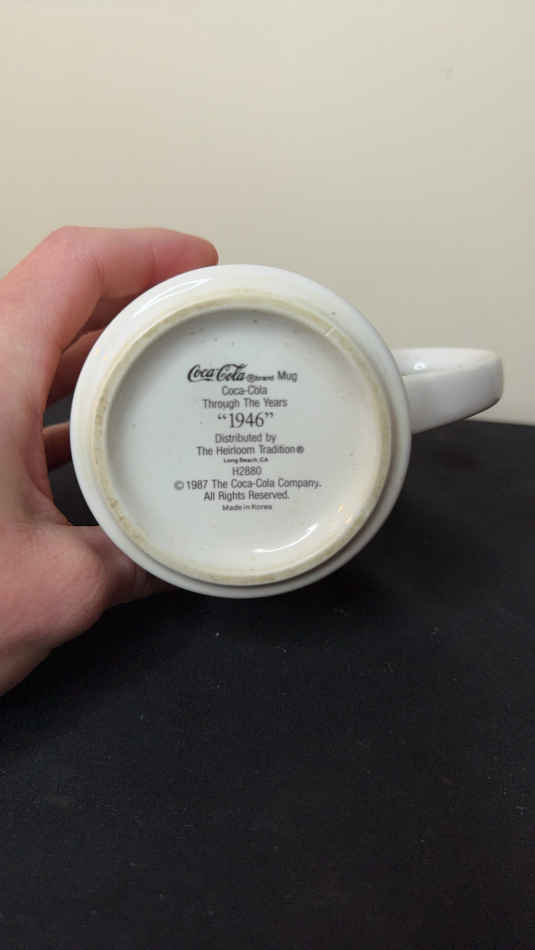 Coca-Cola®brand Mug
Coca-Cola
Through The Years
“1946”
Distributed by
The Heirloom Tradition®
Long Beach, CA
H2880
© 1987 The Coca-Cola Company.
All Rights Reserved.
Made in Korea